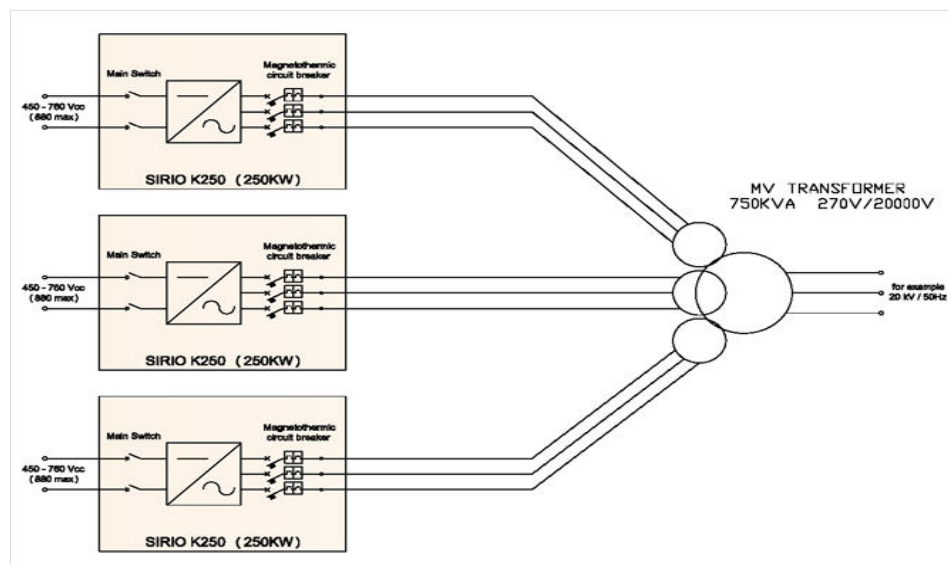 Main Switch
Magnetothermic
circuit breaker
450 - 760 Vcc
(880 max)
SIRIO K250 (250KW)
MV TRANSFORMER
750KVA 270V/20000V
Main Switch
Magnetothermic
circuit breaker
450 - 760 Vcc
(880 max)
for example
20 kV / 50Hz
SIRIO K250 (250KW)
Main Switch
Magnetothermic
circuit breaker
450 - 760 Vcc
(880 max)
SIRIO K250 (250KW)